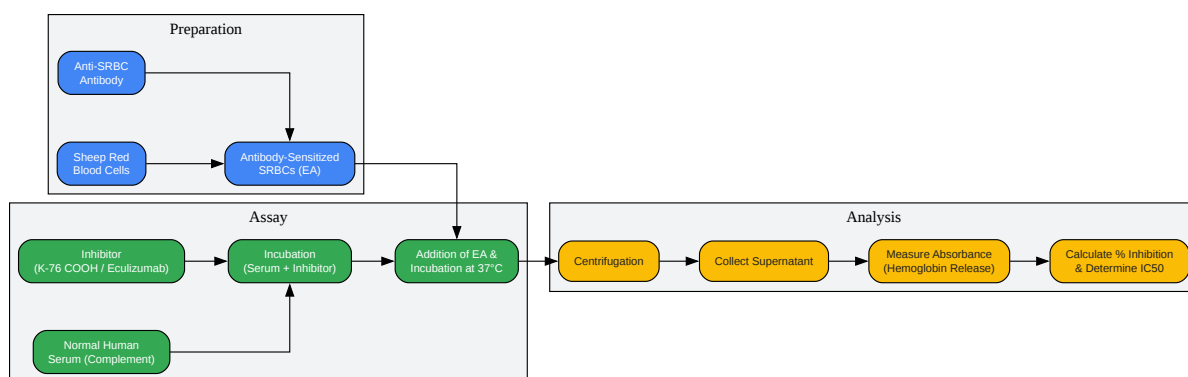 Preparation
Anti-SRBC
Antibody
Sheep Red
Blood Cells
Antibody-Sensitized
SRBCs (EA)
Assay
Inhibitor
(K-76 COOH / Eculizumab)
Incubation
(Serum + Inhibitor)
Addition of EA &
Incubation at 37°C
Normal Human
Serum (Complement)
Analysis
Centrifugation
Collect Supernatant
Measure Absorbance
(Hemoglobin Release)
Calculate % Inhibition
& Determine IC50